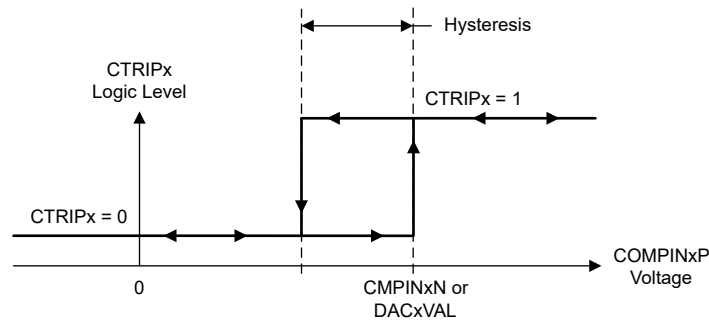 Hysteresis
CTRIPx
Logic Level
CTRIPx = 1
CTRIPx = 0
COMPINxP
Voltage
0
CMPINxN or
DACxVAL